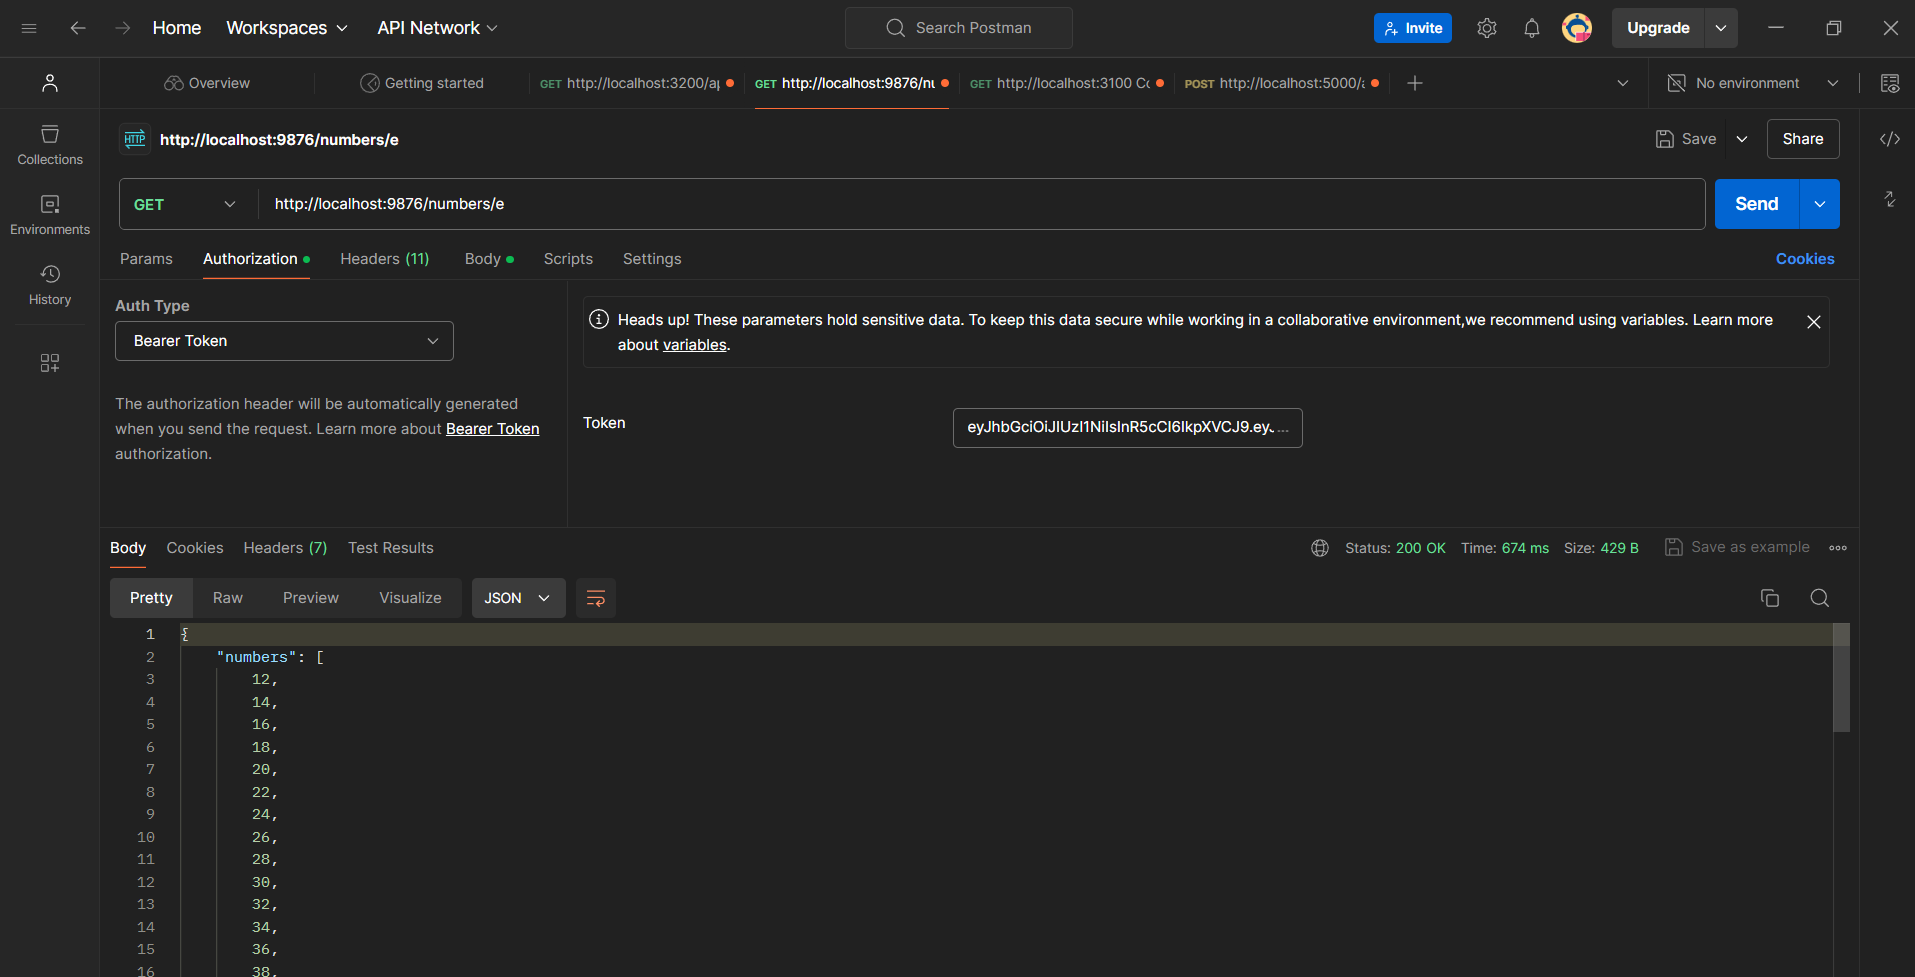 Home Workspaces API Network Search Postman Invite Upgrade
Overview Getting started GET http://localhost:3200/ap GET http://localhost:9876/nu GET http://localhost:3100 Co POST http://localhost:5000/a No environment
Collections
Environments
History
HTTP http://localhost:9876/numbers/e Save Share
GET http://localhost:9876/numbers/e Send
Params Authorization Headers (11) Body Scripts Settings Cookies
Auth Type
Bearer Token
The authorization header will be automatically generated
when you send the request. Learn more about Bearer Token
authorization.
Heads up! These parameters hold sensitive data. To keep this data secure while working in a collaborative environment,we recommend using variables. Learn more
about variables.
Token eyJhbGciOiJIUzI1NiIsInR5cCI6IkpXVCJ9.eyJ...
Body Cookies Headers (7) Test Results Status: 200 OK Time: 674 ms Size: 429 B Save as example
Pretty Raw Preview Visualize JSON
1 {
2 "numbers": [
3 12,
4 14,
5 16,
6 18,
7 20,
8 22,
9 24,
10 26,
11 28,
12 30,
13 32,
14 34,
15 36,
16 38,